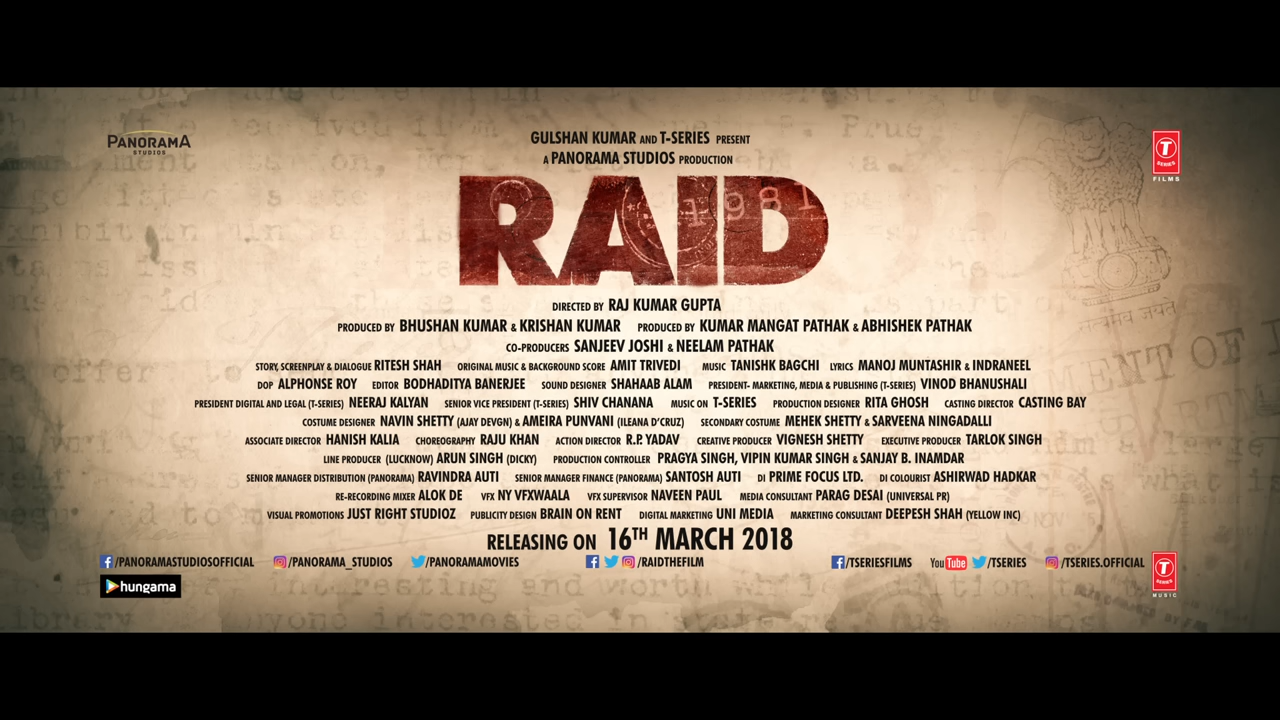 PANORAMA
STUDIOS
GULSHAN KUMAR AND T-SERIES PRESENT
A PANORAMA STUDIOS PRODUCTION
T
SERIES
FILMS
RAID
1981
DIRECTED BY RAJ KUMAR GUPTA
PRODUCED BY BHUSHAN KUMAR & KRISHAN KUMAR PRODUCED BY KUMAR MANGAT PATHAK & ABHISHEK PATHAK
CO-PRODUCERS SANJEEV JOSHI & NEELAM PATHAK
STORY, SCREENPLAY & DIALOGUE RITESH SHAH ORIGINAL MUSIC & BACKGROUND SCORE AMIT TRIVEDI MUSIC TANISHK BAGCHI LYRICS MANOJ MUNTASHIR & INDRANEEL
DOP ALPHONSE ROY EDITOR BODHADITYA BANERJEE SOUND DESIGNER SHAHAAB ALAM PRESIDENT- MARKETING, MEDIA & PUBLISHING (T-SERIES) VINOD BHANUSHALI
PRESIDENT DIGITAL AND LEGAL (T-SERIES) NEERAJ KALYAN SENIOR VICE PRESIDENT (T-SERIES) SHIV CHANANA MUSIC ON T-SERIES PRODUCTION DESIGNER RITA GHOSH CASTING DIRECTOR CASTING BAY
COSTUME DESIGNER NAVIN SHETTY (AJAY DEVGN) & AMEIRA PUNVANI (ILEANA D'CRUZ) SECONDARY COSTUME MEHEK SHETTY & SARVEENA NINGADALLI
ASSOCIATE DIRECTOR HANISH KALIA CHOREOGRAPHY RAJU KHAN ACTION DIRECTOR R.P. YADAV CREATIVE PRODUCER VIGNESH SHETTY EXECUTIVE PRODUCER TARLOK SINGH
LINE PRODUCER (LUCKNOW) ARUN SINGH (DICKY) PRODUCTION CONTROLLER PRAGYA SINGH, VIPIN KUMAR SINGH & SANJAY B. INAMDAR
SENIOR MANAGER DISTRIBUTION (PANORAMA) RAVINDRA AUTI SENIOR MANAGER FINANCE (PANORAMA) SANTOSH AUTI DI PRIME FOCUS LTD. DI COLOURIST ASHIRWAD HADKAR
RE-RECORDING MIXER ALOK DE VFX NY VFXWAALA VFX SUPERVISOR NAVEEN PAUL MEDIA CONSULTANT PARAG DESAI (UNIVERSAL PR)
VISUAL PROMOTIONS JUST RIGHT STUDIOZ PUBLICITY DESIGN BRAIN ON RENT DIGITAL MARKETING UNI MEDIA MARKETING CONSULTANT DEEPESH SHAH (YELLOW INC)
RELEASING ON 16TH MARCH 2018
/PANORAMASTUDIOSOFFICIAL /PANORAMA_STUDIOS /PANORAMAMOVIES /RAIDTHEFILM /TSERIESFILMS YouTube /TSERIES /TSERIES.OFFICIAL
hungama
T
SERIES
MUSIC
सत्यमेव जयते